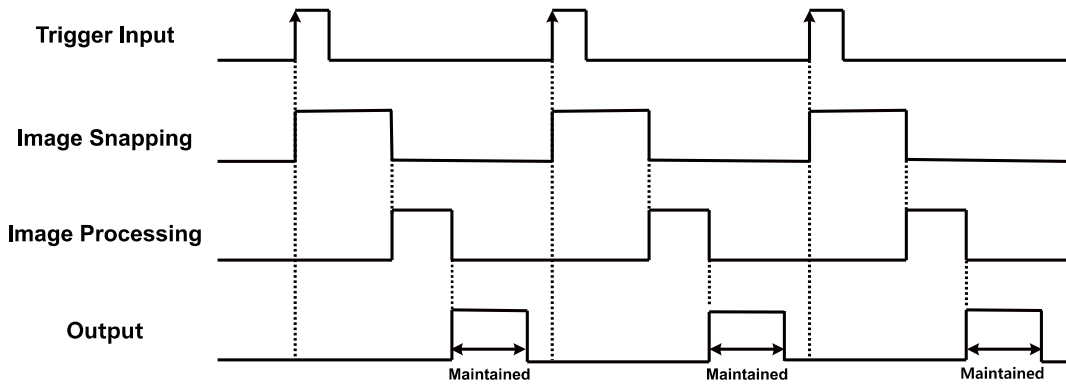 Trigger Input
Image Snapping
Image Processing
Output
Maintained
Maintained
Maintained